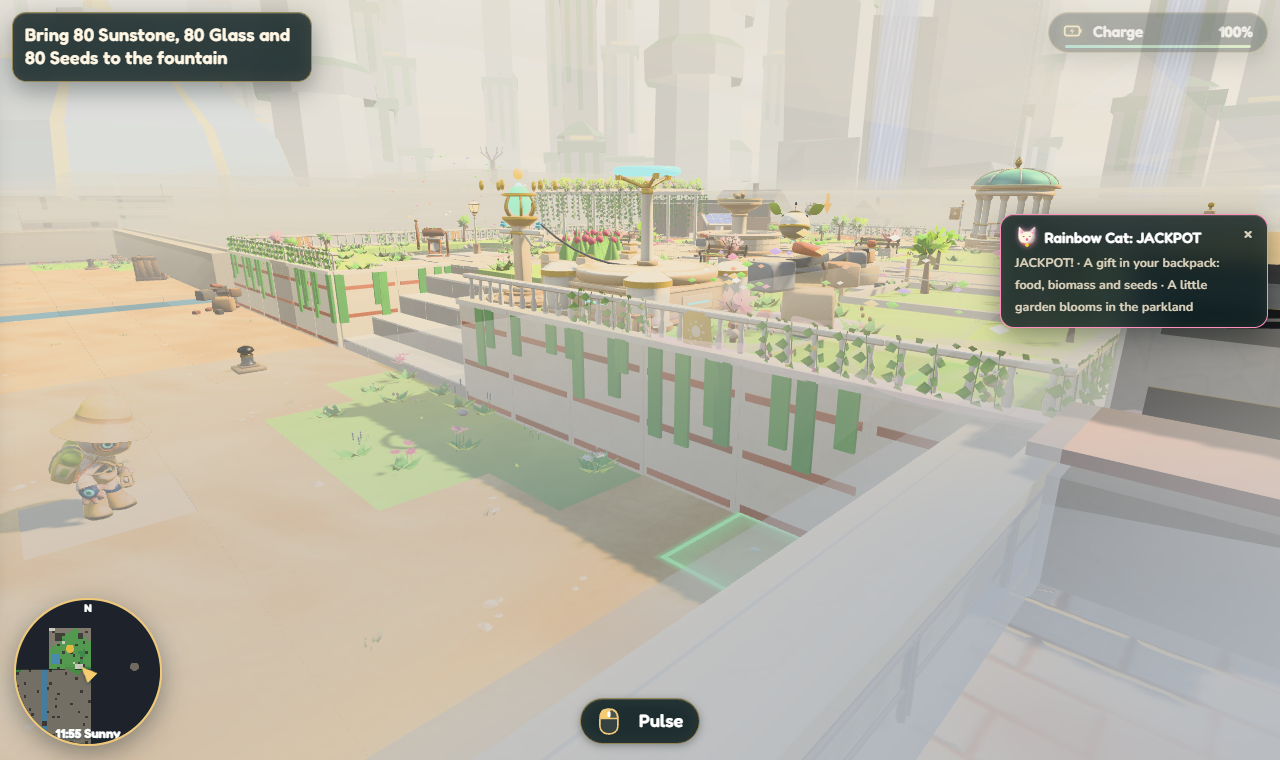 Bring 80 Sunstone, 80 Glass and
80 Seeds to the fountain
Charge 100%
Rainbow Cat: JACKPOT ×
JACKPOT! · A gift in your backpack:
food, biomass and seeds · A little
garden blooms in the parkland
N
11:55 Sunny
Pulse